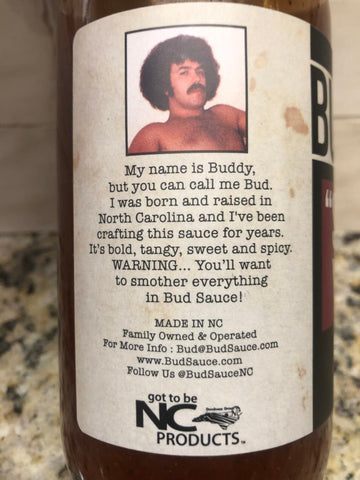 My name is Buddy,
but you can call me Bud.
I was born and raised in
North Carolina and I've been
crafting this sauce for years.
It's bold, tangy, sweet and spicy.
WARNING... You'll want
to smother everything
in Bud Sauce!
MADE IN NC
Family Owned & Operated
For More Info : Bud@BudSauce.com
www.BudSauce.com
Follow Us @BudSauceNC
got to be
NC
PRODUCTS™
B